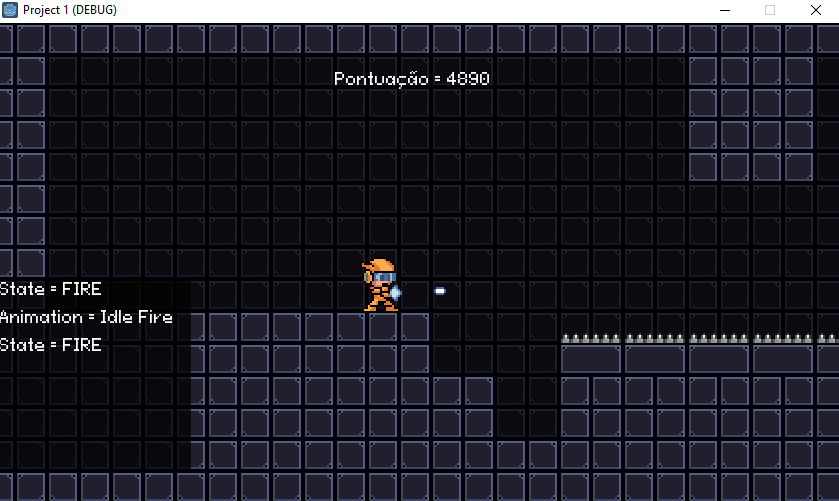 Project 1 (DEBUG)
Pontuação = 4890
State = FIRE
Animation = Idle Fire
State = FIRE